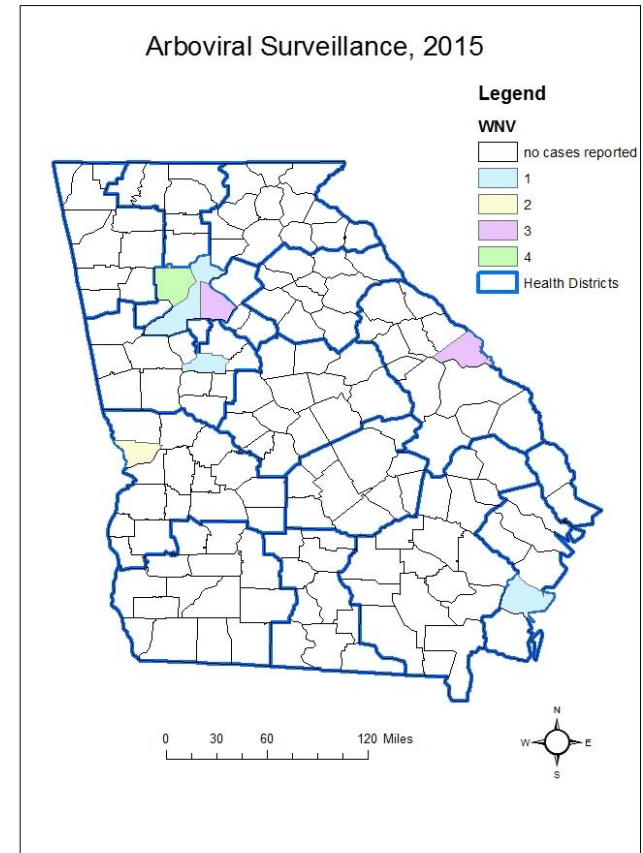 Arboviral Surveillance, 2015
Legend
WNV
no cases reported
1
2
3
4
Health Districts
0 30 60 120 Miles
N
W E
S